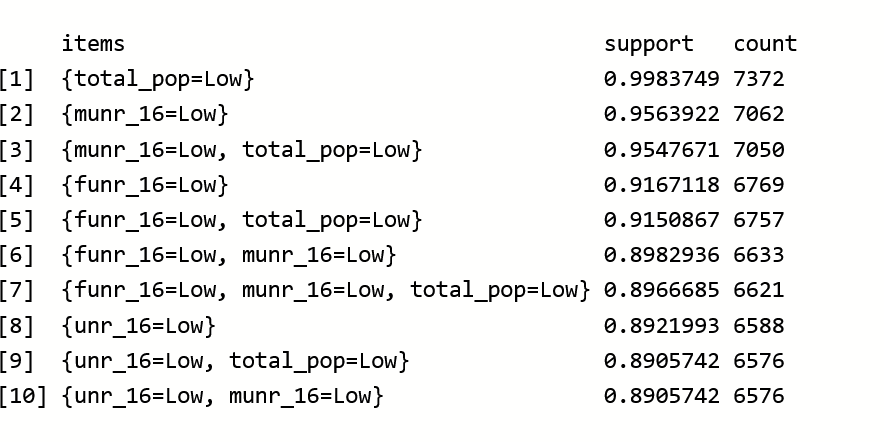 items support count
[1] {total_pop=Low} 0.9983749 7372
[2] {munr_16=Low} 0.9563922 7062
[3] {munr_16=Low, total_pop=Low} 0.9547671 7050
[4] {funr_16=Low} 0.9167118 6769
[5] {funr_16=Low, total_pop=Low} 0.9150867 6757
[6] {funr_16=Low, munr_16=Low} 0.8982936 6633
[7] {funr_16=Low, munr_16=Low, total_pop=Low} 0.8966685 6621
[8] {unr_16=Low} 0.8921993 6588
[9] {unr_16=Low, total_pop=Low} 0.8905742 6576
[10] {unr_16=Low, munr_16=Low} 0.8905742 6576